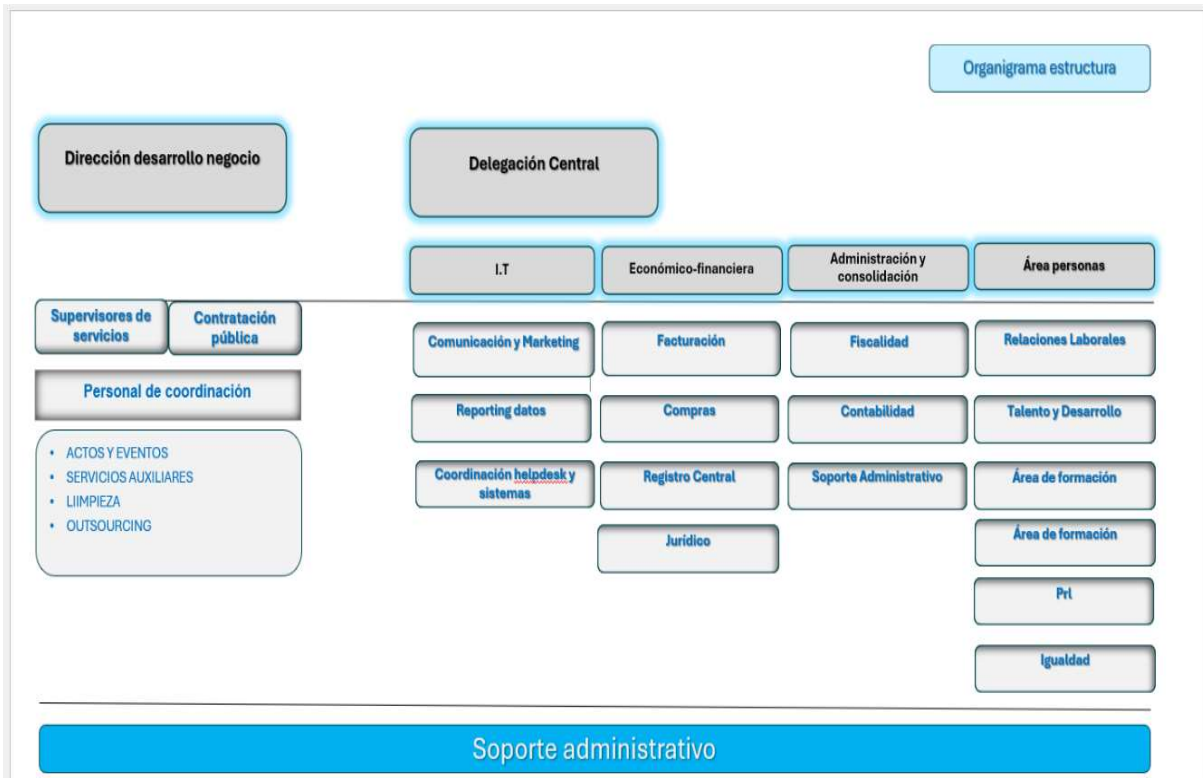 Organigrama estructura
Dirección desarrollo negocio
Delegación Central
I.T
Económico-financiera
Administración y
consolidación
Área personas
Supervisores de
servicios
Contratación
pública
Personal de coordinación
• ACTOS Y EVENTOS
• SERVICIOS AUXILIARES
• LIIMPIEZA
• OUTSOURCING
Comunicación y Marketing
Reporting datos
Coordinación helpdesk y
sistemas
Facturación
Compras
Registro Central
Jurídico
Fiscalidad
Contabilidad
Soporte Administrativo
Relaciones Laborales
Talento y Desarrollo
Área de formación
Área de formación
Prl
Igualdad
Soporte administrativo